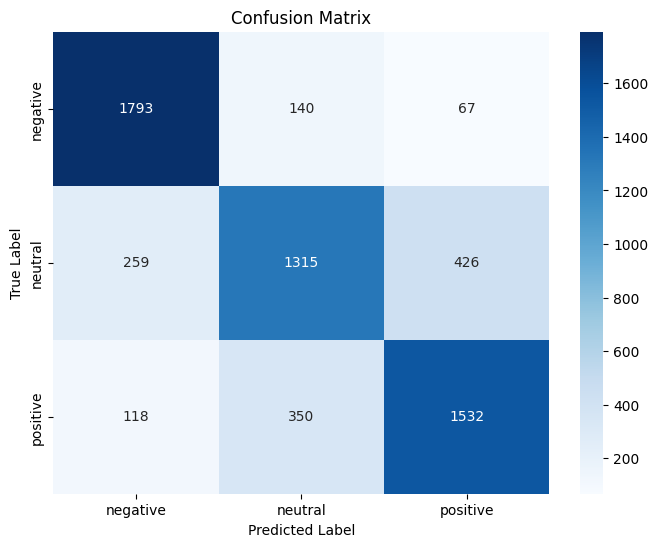 Confusion Matrix
True Label
negative
neutral
positive
1793 140 67
259 1315 426
118 350 1532
negative neutral positive
Predicted Label
1600
1400
1200
1000
800
600
400
200